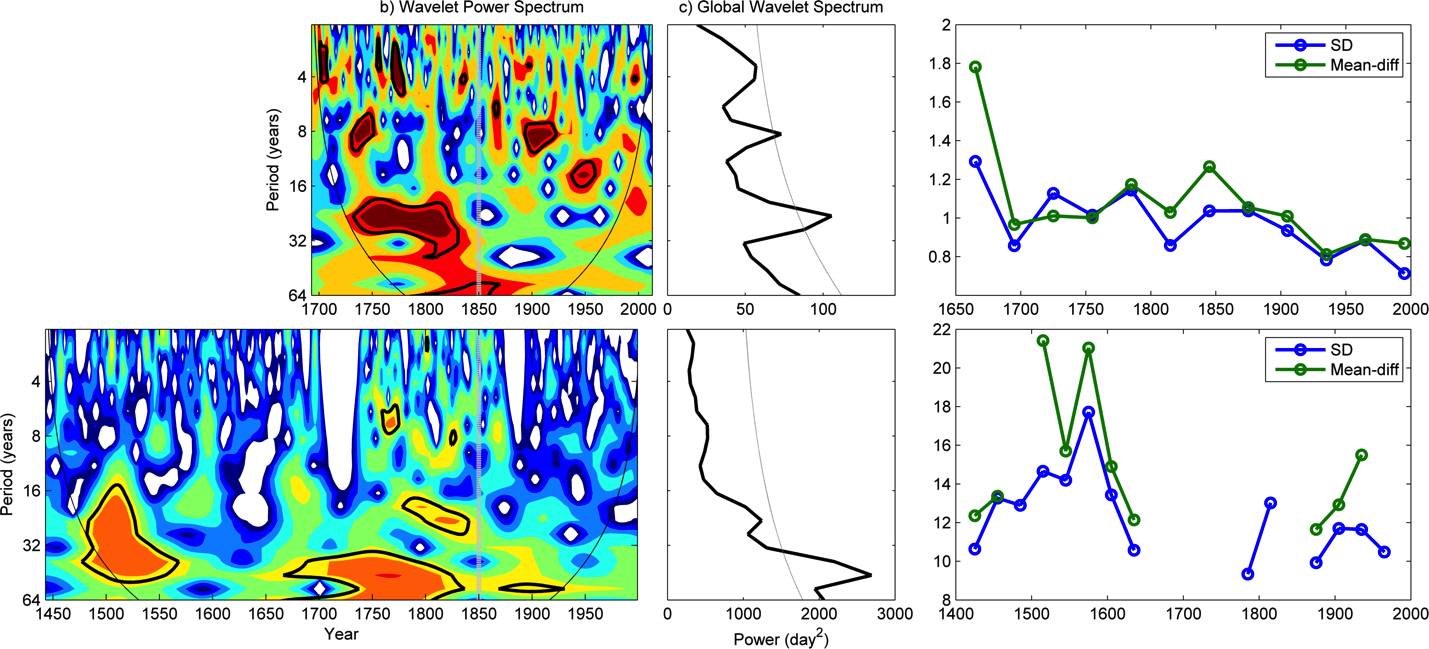 b) Wavelet Power Spectrum
c) Global Wavelet Spectrum
Period (years)
4
8
16
32
64
1700 1750 1800 1850 1900 1950 2000
0 50 100
2
1.8
1.6
1.4
1.2
1
0.8
SD
Mean-diff
1650 1700 1750 1800 1850 1900 1950 2000
Period (years)
4
8
16
32
64
1450 1500 1550 1600 1650 1700 1750 1800 1850 1900 1950
Year
0 1000 2000 3000
Power (day²)
22
20
18
16
14
12
10
8
SD
Mean-diff
1400 1500 1600 1700 1800 1900 2000